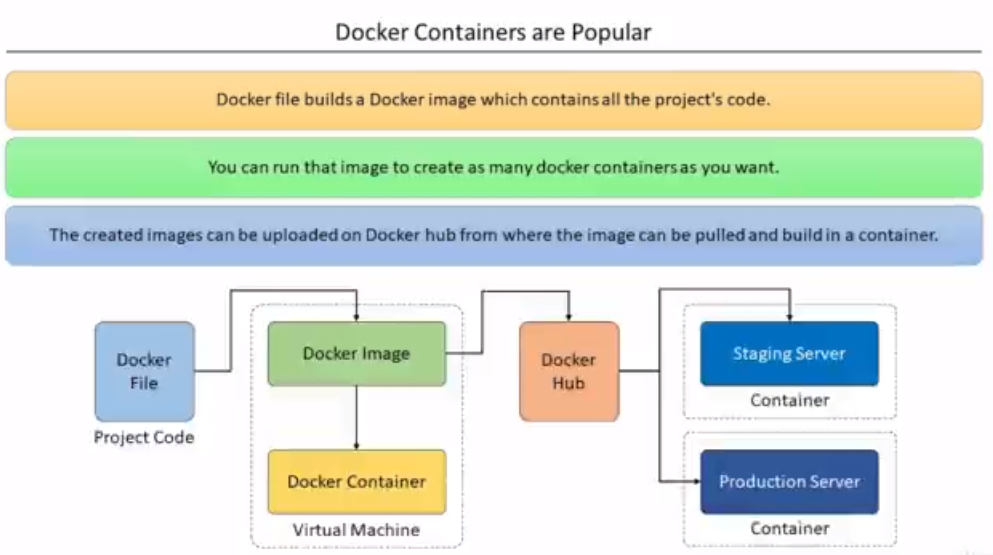 Docker Containers are Popular
Docker file builds a Docker image which contains all the project's code.
You can run that image to create as many docker containers as you want.
The created images can be uploaded on Docker hub from where the image can be pulled and build in a container.
Docker
File
Project Code
Docker Image
Docker Container
Virtual Machine
Docker
Hub
Staging Server
Container
Production Server
Container